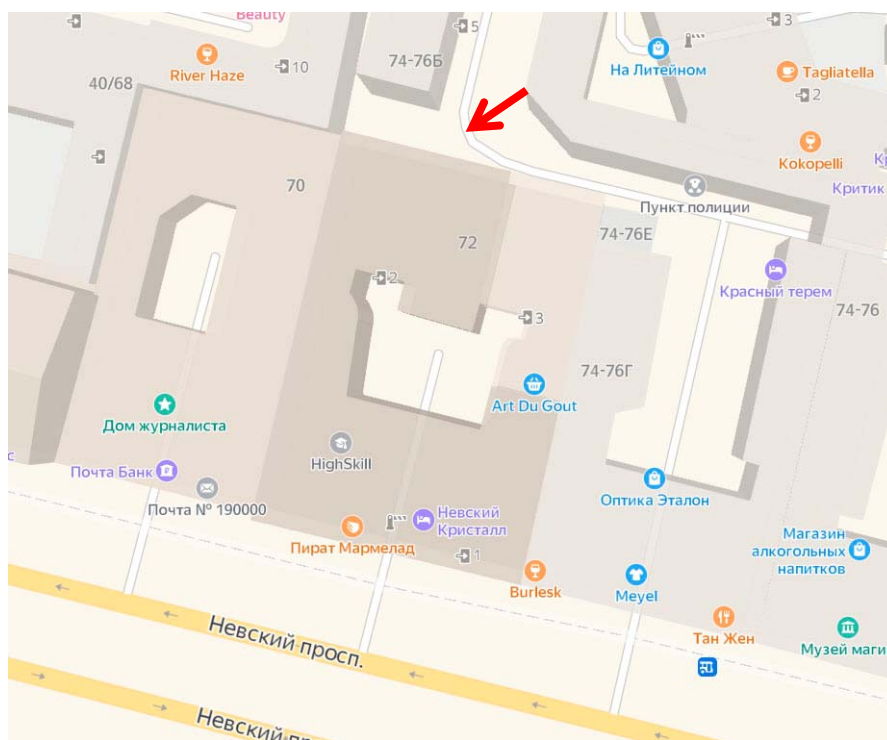 Beauty
5
3
River Haze
10
74-76Б
На Литейном
Tagliatella
40/68
2
Kokopelli
Критик
70
Пункт полиции
72
74-76Е
2
Красный терем
3
74-76
74-76Г
Art Du Gout
Дом журналиста
HighSkill
Почта Банк
Почта № 190000
Оптика Эталон
Невский
Кристалл
Пират Мармелад
1
Магазин
алкогольных
напитков
Burlesk
Meyel
Невский просп.
Тан Жен
Музей маги
Невский